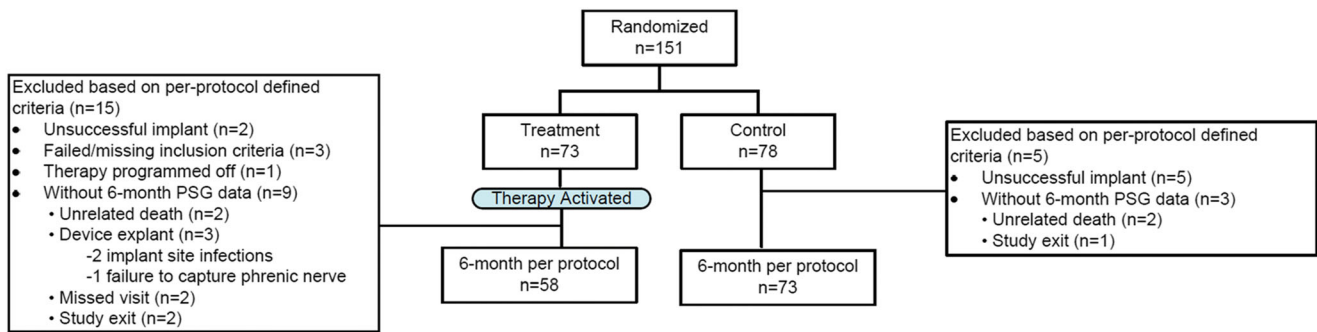 Randomized
n=151
Excluded based on per-protocol defined
criteria (n=15)
• Unsuccessful implant (n=2)
• Failed/missing inclusion criteria (n=3)
• Therapy programmed off (n=1)
• Without 6-month PSG data (n=9)
• Unrelated death (n=2)
• Device explant (n=3)
-2 implant site infections
-1 failure to capture phrenic nerve
• Missed visit (n=2)
• Study exit (n=2)
Treatment
n=73
Control
n=78
Therapy Activated
Excluded based on per-protocol defined
criteria (n=5)
• Unsuccessful implant (n=5)
• Without 6-month PSG data (n=3)
• Unrelated death (n=2)
• Study exit (n=1)
6-month per protocol
n=58
6-month per protocol
n=73